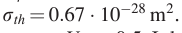 σ_th = 0.67 · 10⁻²⁸ m².